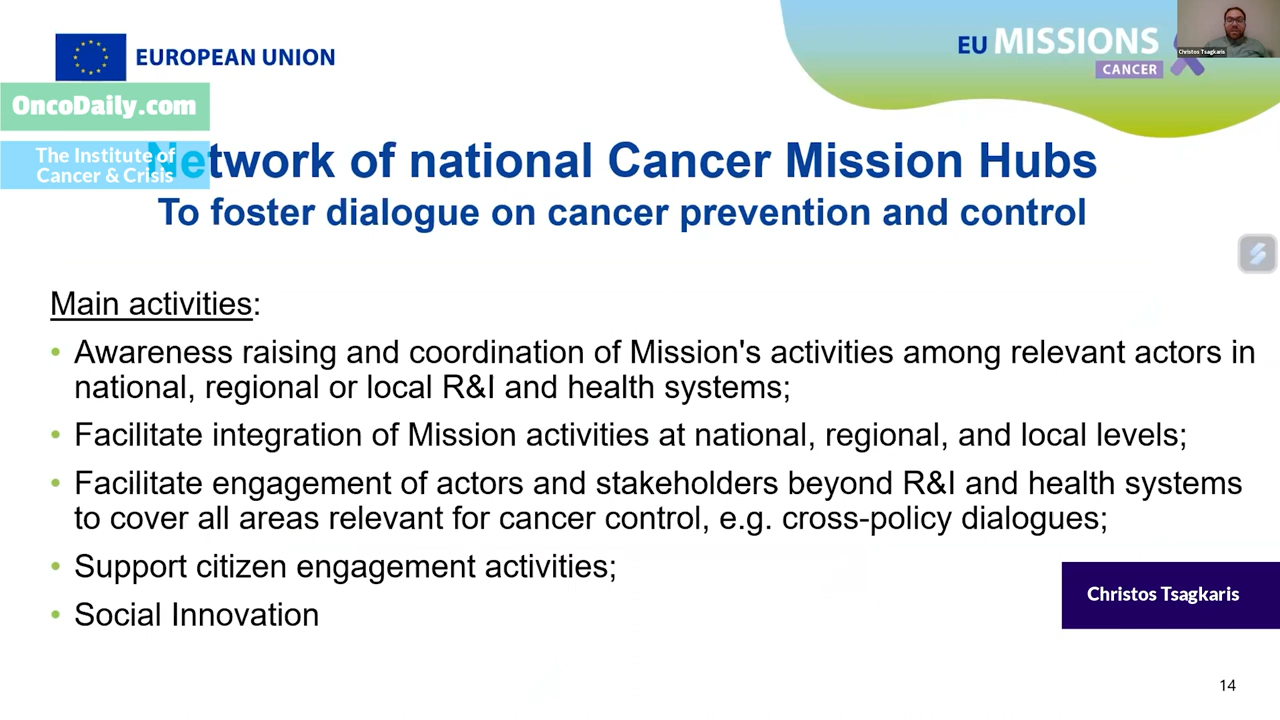 EUROPEAN UNION
EU MISSIONS
CANCER
Christos Tsagkaris
OncoDaily.com
The Institute of
Cancer & Crisis
Network of national Cancer Mission Hubs
To foster dialogue on cancer prevention and control
Main activities:
• Awareness raising and coordination of Mission's activities among relevant actors in
national, regional or local R&I and health systems;
• Facilitate integration of Mission activities at national, regional, and local levels;
• Facilitate engagement of actors and stakeholders beyond R&I and health systems
to cover all areas relevant for cancer control, e.g. cross-policy dialogues;
• Support citizen engagement activities;
• Social Innovation
Christos Tsagkaris
14